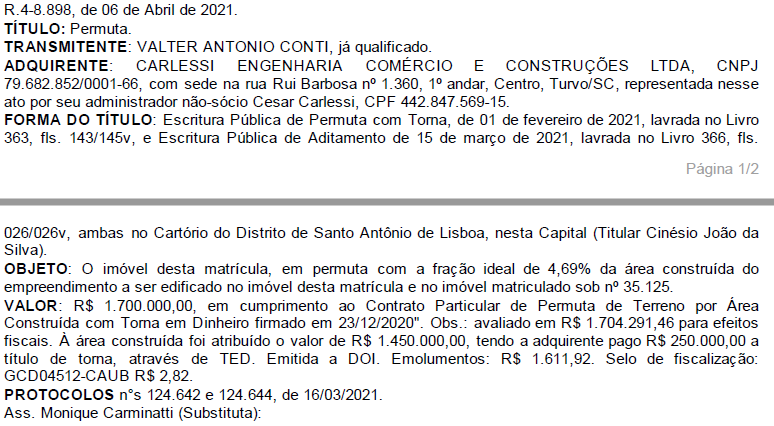 R.4-8.898, de 06 de Abril de 2021.
TÍTULO: Permuta.
TRANSMITENTE: VALTER ANTONIO CONTI, já qualificado.
ADQUIRENTE: CARLESSI ENGENHARIA COMÉRCIO E CONSTRUÇÕES LTDA, CNPJ
79.682.852/0001-66, com sede na rua Rui Barbosa nº 1.360, 1º andar, Centro, Turvo/SC, representada nesse
ato por seu administrador não-sócio Cesar Carlessi, CPF 442.847.569-15.
FORMA DO TÍTULO: Escritura Pública de Permuta com Torna, de 01 de fevereiro de 2021, lavrada no Livro
363, fls. 143/145v, e Escritura Pública de Aditamento de 15 de março de 2021, lavrada no Livro 366, fls.
Página 1/2
026/026v, ambas no Cartório do Distrito de Santo Antônio de Lisboa, nesta Capital (Titular Cinésio João da
Silva).
OBJETO: O imóvel desta matrícula, em permuta com a fração ideal de 4,69% da área construída do
empreendimento a ser edificado no imóvel desta matrícula e no imóvel matriculado sob nº 35.125.
VALOR: R$ 1.700.000,00, em cumprimento ao Contrato Particular de Permuta de Terreno por Área
Construída com Torna em Dinheiro firmado em 23/12/2020". Obs.: avaliado em R$ 1.704.291,46 para efeitos
fiscais. À área construída foi atribuído o valor de R$ 1.450.000,00, tendo a adquirente pago R$ 250.000,00 a
título de torna, através de TED. Emitida a DOI. Emolumentos: R$ 1.611,92. Selo de fiscalização:
GCD04512-CAUB R$ 2,82.
PROTOCOLOS n°s 124.642 e 124.644, de 16/03/2021.
Ass. Monique Carminatti (Substituta):